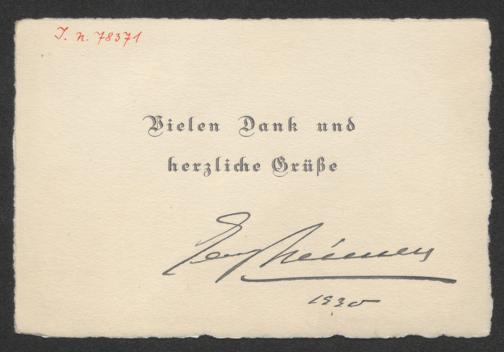 I. N. 78371
Vielen Dank und
herzliche Grüße
1930